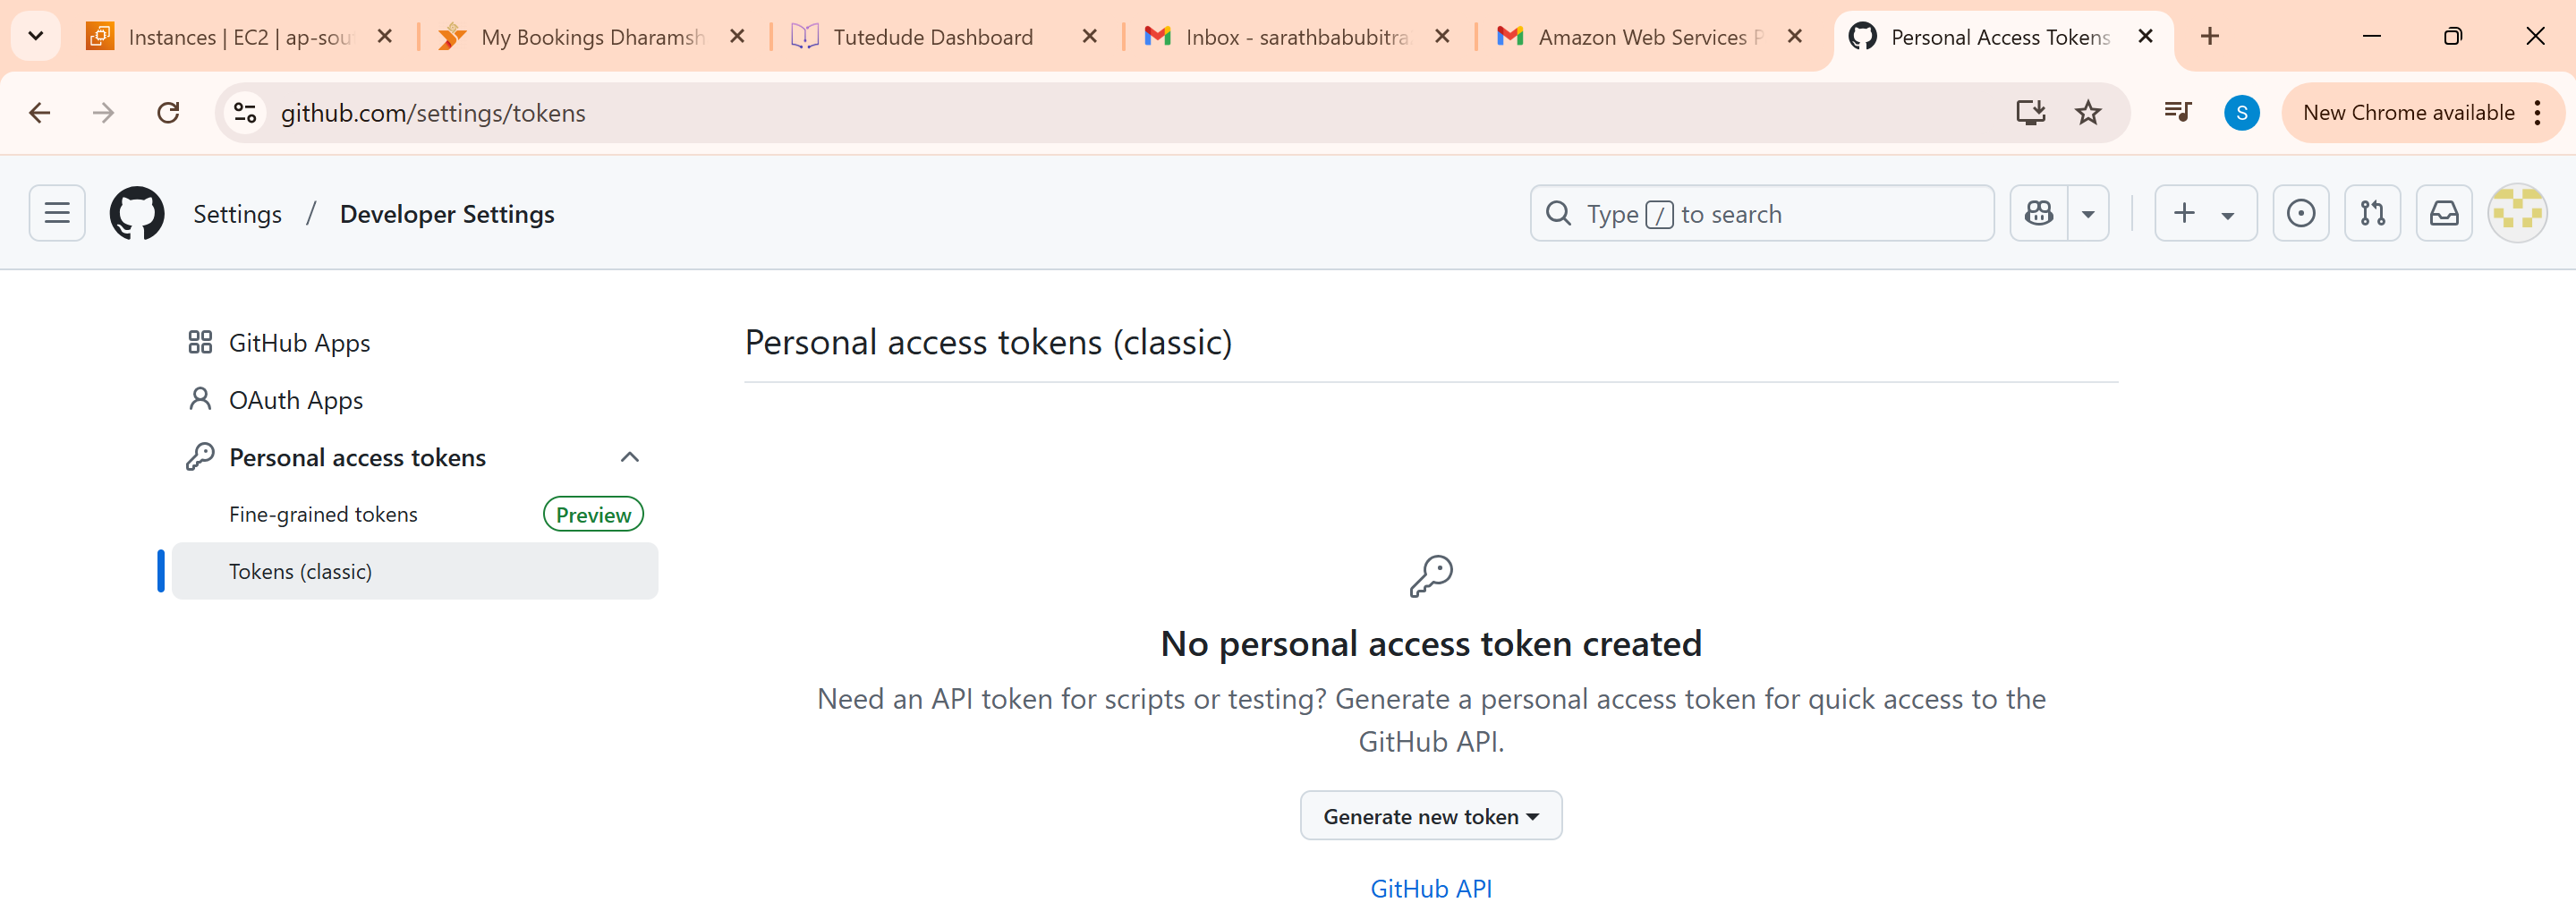 Instances | EC2 | ap-sou
My Bookings Dharamsh
Tutedude Dashboard
Inbox - sarathbabubitra
Amazon Web Services P
Personal Access Tokens
github.com/settings/tokens
S
New Chrome available
Settings / Developer Settings
Type / to search
GitHub Apps
OAuth Apps
Personal access tokens
Fine-grained tokens
Preview
Tokens (classic)
Personal access tokens (classic)
No personal access token created
Need an API token for scripts or testing? Generate a personal access token for quick access to the
GitHub API.
Generate new token
GitHub API